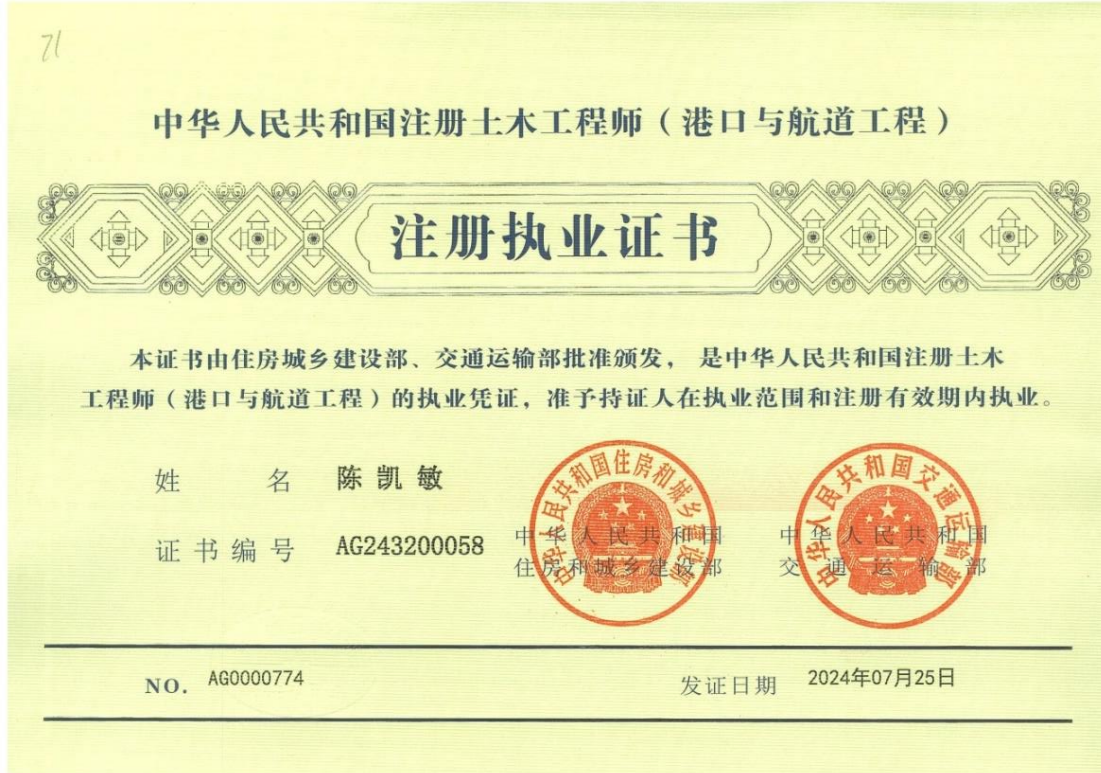 71
中华人民共和国注册土木工程师（港口与航道工程）
注册执业证书
本证书由住房城乡建设部、交通运输部批准颁发， 是中华人民共和国注册土木
工程师（港口与航道工程）的执业凭证，准予持证人在执业范围和注册有效期内执业。
姓 名 陈凯敏
证书编号 AG243200058
中华人民共和国
住房和城乡建设部
中华人民共和国住房和城乡建设部
中华人民共和国
交通运输部
中华人民共和国交通运输部
NO. AG0000774
发证日期 2024年07月25日